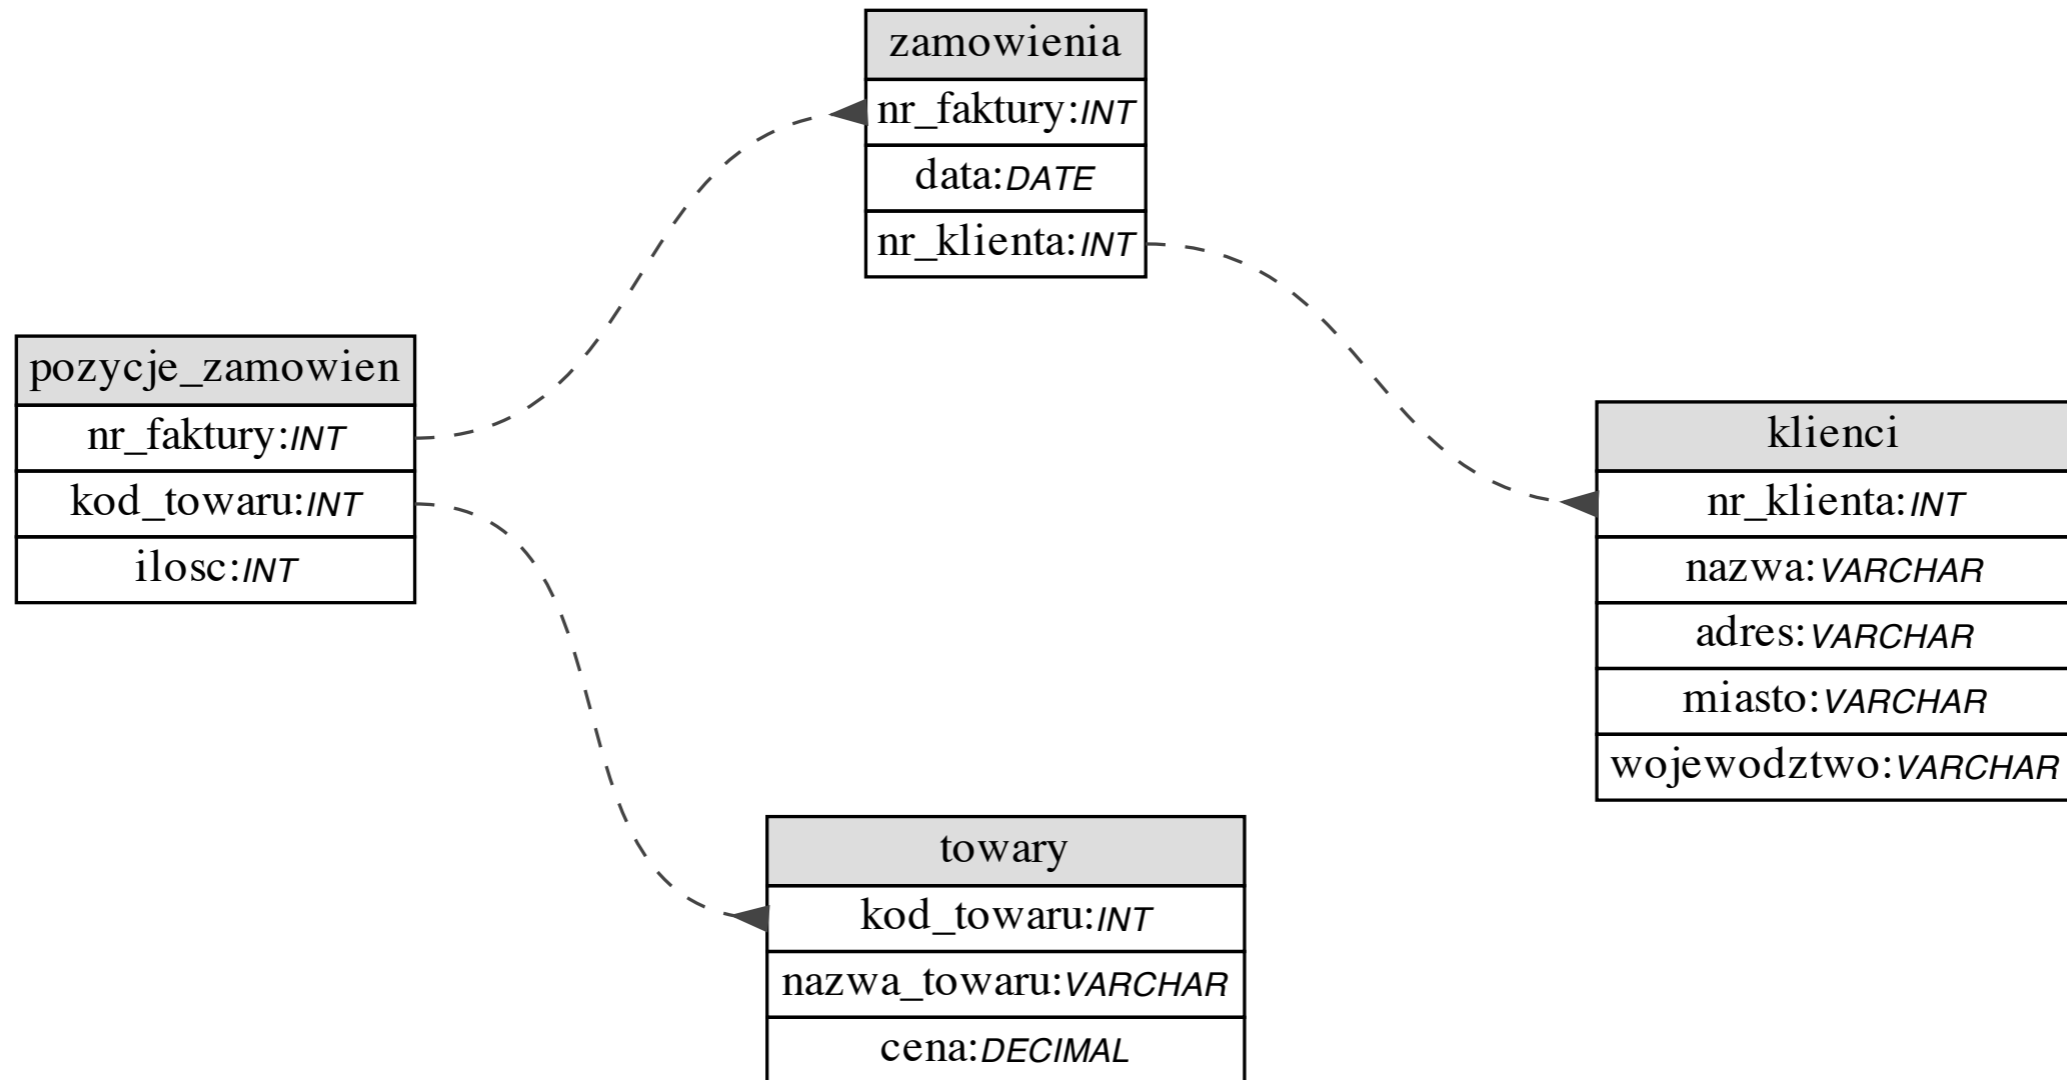 zamowienia
nr_faktury:INT
data:DATE
nr_klienta:INT
pozycje_zamowien
nr_faktury:INT
kod_towaru:INT
ilosc:INT
klienci
nr_klienta:INT
nazwa:VARCHAR
adres:VARCHAR
miasto:VARCHAR
wojewodztwo:VARCHAR
towary
kod_towaru:INT
nazwa_towaru:VARCHAR
cena:DECIMAL